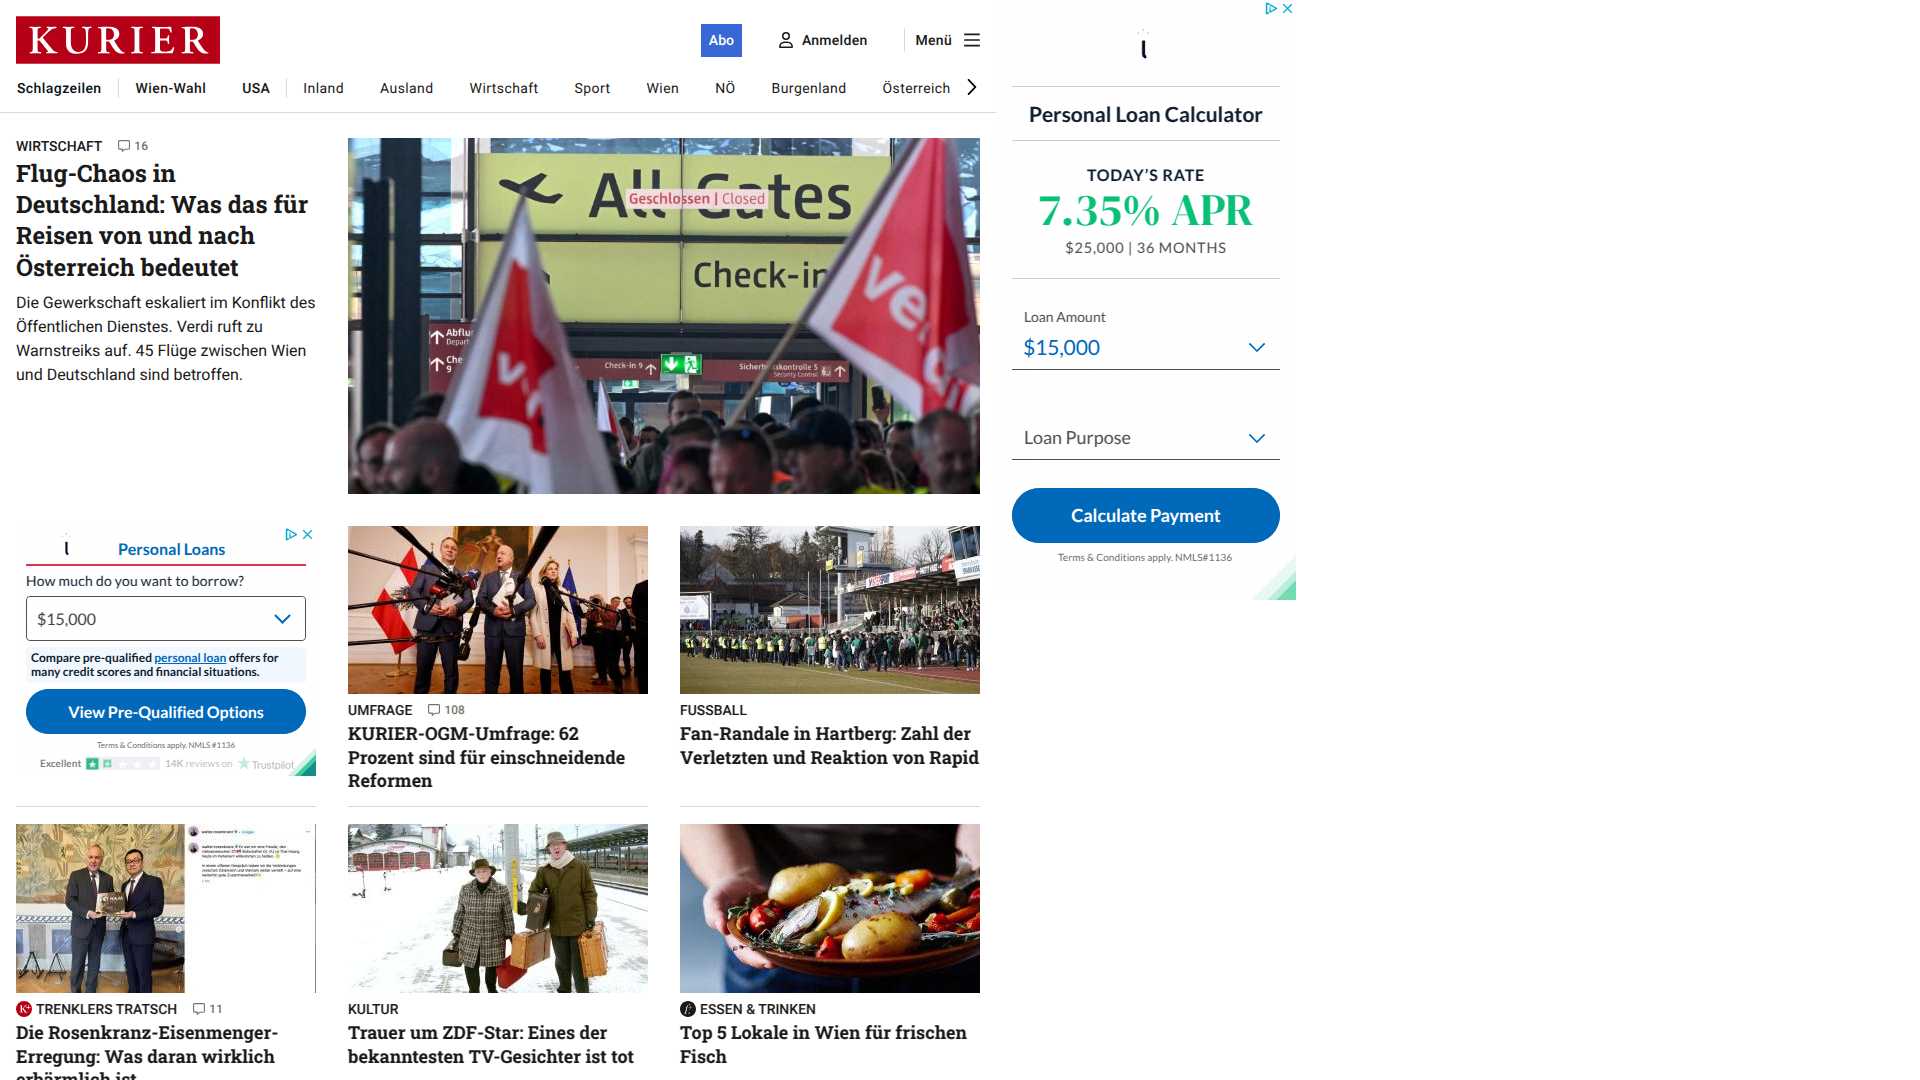 KURIER
Abo
Anmelden
Menü
Schlagzeilen
Wien-Wahl
USA
Inland
Ausland
Wirtschaft
Sport
Wien
NÖ
Burgenland
Österreich
WIRTSCHAFT 16
Flug-Chaos in
Deutschland: Was das für
Reisen von und nach
Österreich bedeutet
Die Gewerkschaft eskaliert im Konflikt des
Öffentlichen Dienstes. Verdi ruft zu
Warnstreiks auf. 45 Flüge zwischen Wien
und Deutschland sind betroffen.
All Gates
Geschlossen | Closed
Check-in
Check-in 9
Security Control
Personal Loan Calculator
TODAY'S RATE
7.35% APR
$25,000 | 36 MONTHS
Loan Amount
$15,000
Loan Purpose
Calculate Payment
Terms & Conditions apply. NMLS#1136
Personal Loans
How much do you want to borrow?
$15,000
Compare pre-qualified personal loan offers for
many credit scores and financial situations.
View Pre-Qualified Options
Terms & Conditions apply. NMLS #1136
Excellent
14K reviews on Trustpilot
UMFRAGE 108
KURIER-OGM-Umfrage: 62
Prozent sind für einschneidende
Reformen
FUSSBALL
Fan-Randale in Hartberg: Zahl der
Verletzten und Reaktion von Rapid
TRENKLERS TRATSCH 11
Die Rosenkranz-Eisenmenger-
Erregung: Was daran wirklich
erbärmlich ist
KULTUR
Trauer um ZDF-Star: Eines der
bekanntesten TV-Gesichter ist tot
ESSEN & TRINKEN
Top 5 Lokale in Wien für frischen
Fisch